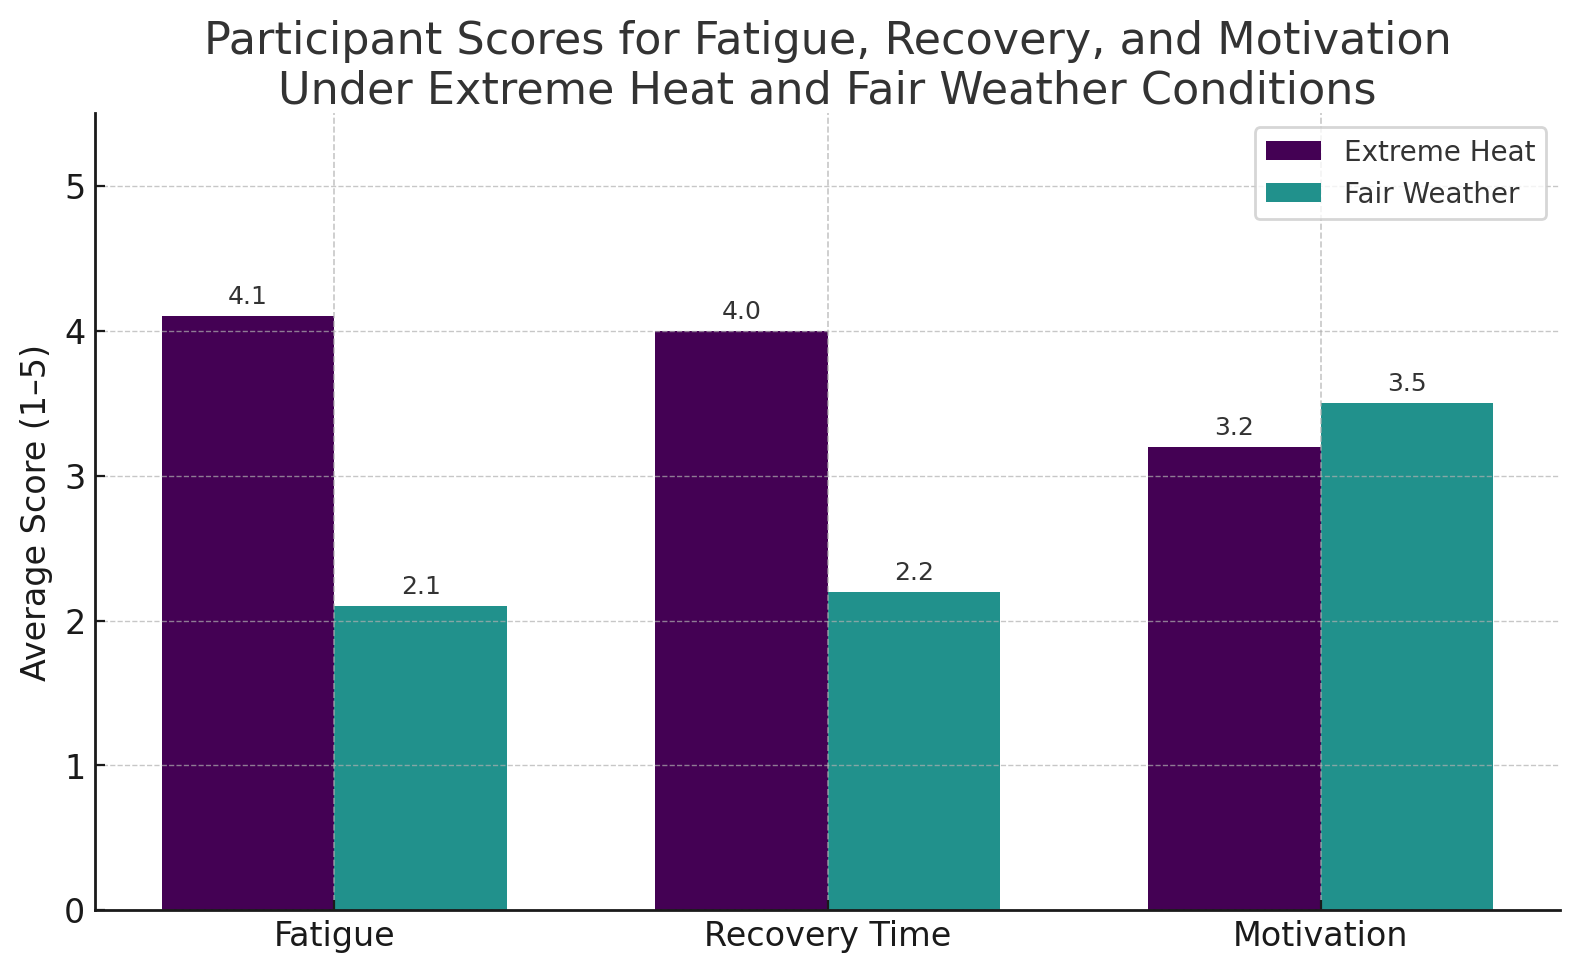 Participant Scores for Fatigue, Recovery, and Motivation
Under Extreme Heat and Fair Weather Conditions
Extreme Heat
Fair Weather
Average Score (1–5)
5
4
3
2
1
0
4.1
2.1
4.0
2.2
3.2
3.5
Fatigue
Recovery Time
Motivation